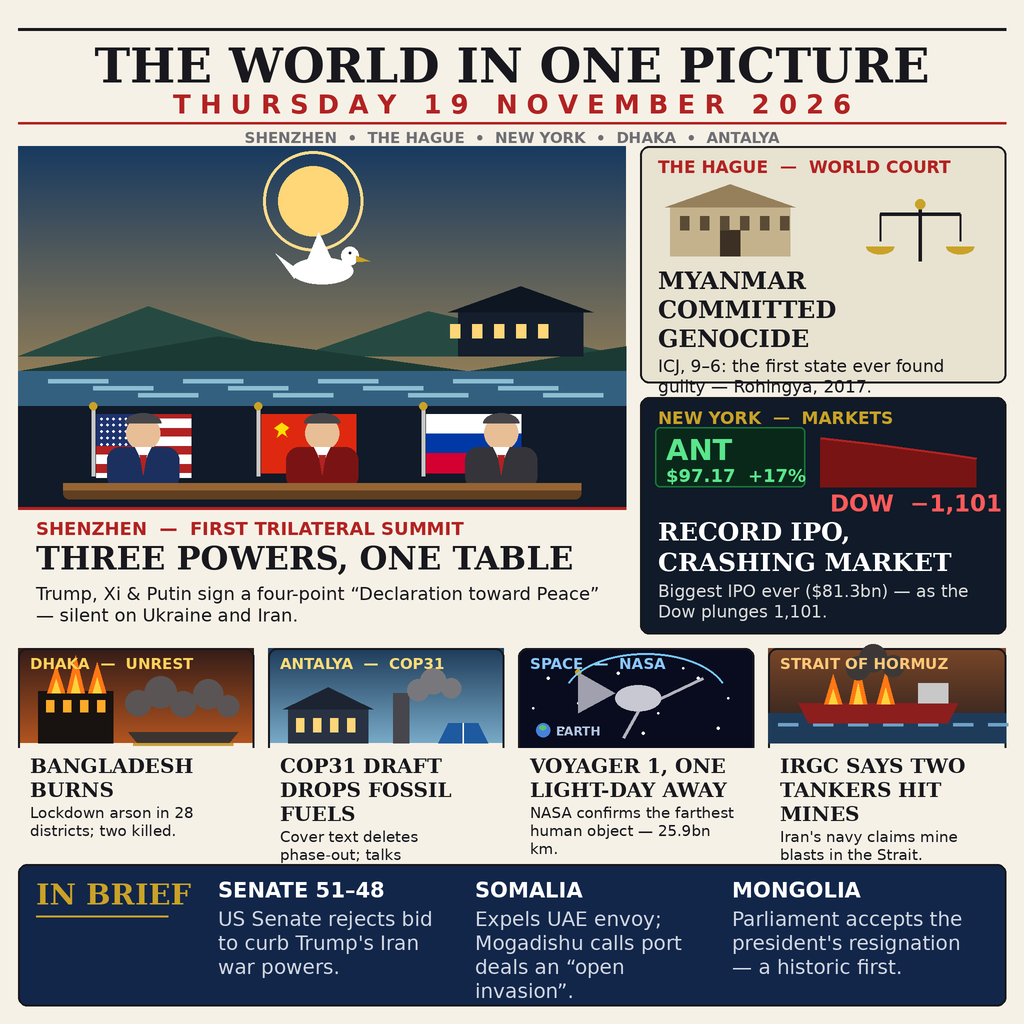 THE WORLD IN ONE PICTURE
THURSDAY 19 NOVEMBER 2026
SHENZHEN • THE HAGUE • NEW YORK • DHAKA • ANTALYA
SHENZHEN — FIRST TRILATERAL SUMMIT
THREE POWERS, ONE TABLE
Trump, Xi & Putin sign a four-point “Declaration toward Peace”
— silent on Ukraine and Iran.
THE HAGUE — WORLD COURT
MYANMAR
COMMITTED
GENOCIDE
ICJ, 9–6: the first state ever found
guilty — Rohingya, 2017.
NEW YORK — MARKETS
ANT
$97.17 +17%
DOW −1,101
RECORD IPO,
CRASHING MARKET
Biggest IPO ever ($81.3bn) — as the
Dow plunges 1,101.
DHAKA — UNREST
BANGLADESH
BURNS
Lockdown arson in 28
districts; two killed.
ANTALYA — COP31
COP31 DRAFT
DROPS FOSSIL
FUELS
Cover text deletes
phase-out; talks
SPACE — NASA
EARTH
VOYAGER 1, ONE
LIGHT-DAY AWAY
NASA confirms the farthest
human object — 25.9bn
km.
STRAIT OF HORMUZ
IRGC SAYS TWO
TANKERS HIT
MINES
Iran's navy claims mine
blasts in the Strait.
IN BRIEF
SENATE 51–48
US Senate rejects bid
to curb Trump's Iran
war powers.
SOMALIA
Expels UAE envoy;
Mogadishu calls port
deals an “open
invasion”.
MONGOLIA
Parliament accepts the
president's resignation
— a historic first.